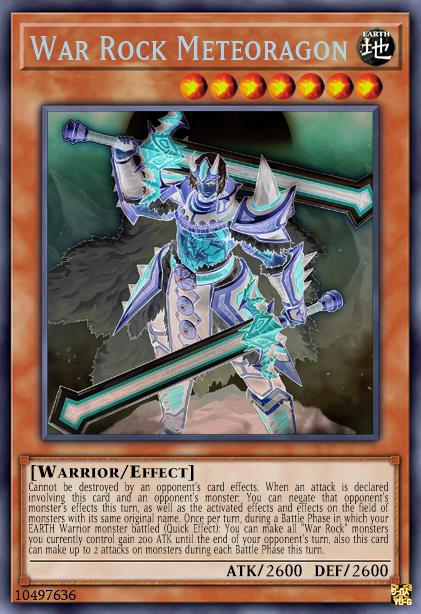 WAR ROCK METEORAGON
EARTH
地
[WARRIOR/EFFECT]
Cannot be destroyed by an opponent's card effects. When an attack is declared
involving this card and an opponent's monster: You can negate that opponent's
monster's effects this turn, as well as the activated effects and effects on the field
of monsters with its same original name. Once per turn, during a Battle Phase in which your
EARTH Warrior monster battled (Quick Effect): You can make all "War Rock" monsters
you currently control gain 200 ATK until the end of your opponent's turn, also this card
can make up to 2 attacks on monsters during each Battle Phase this turn.
ATK/2600 DEF/2600
10497636